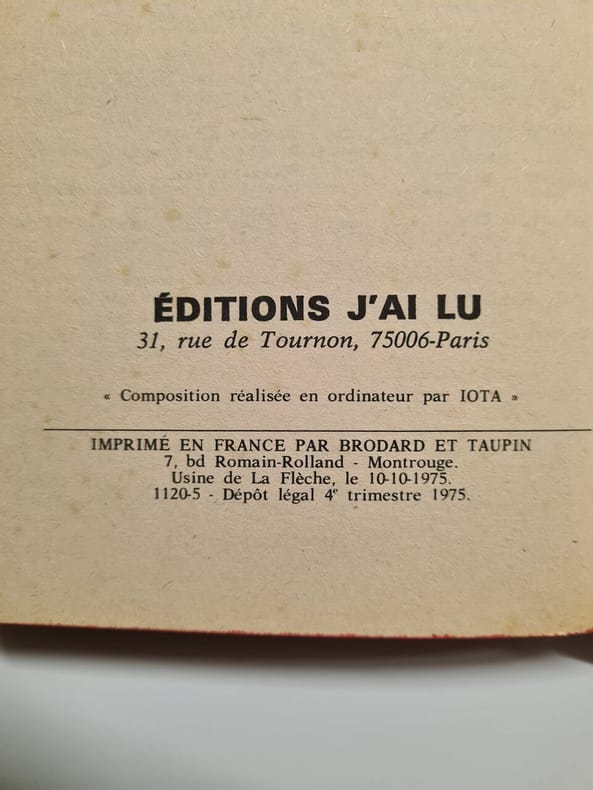 ÉDITIONS J'AI LU
31, rue de Tournon, 75006-Paris
« Composition réalisée en ordinateur par IOTA »
IMPRIMÉ EN FRANCE PAR BRODARD ET TAUPIN
7, bd Romain-Rolland - Montrouge.
Usine de La Flèche, le 10-10-1975.
1120-5 - Dépôt légal 4e trimestre 1975.